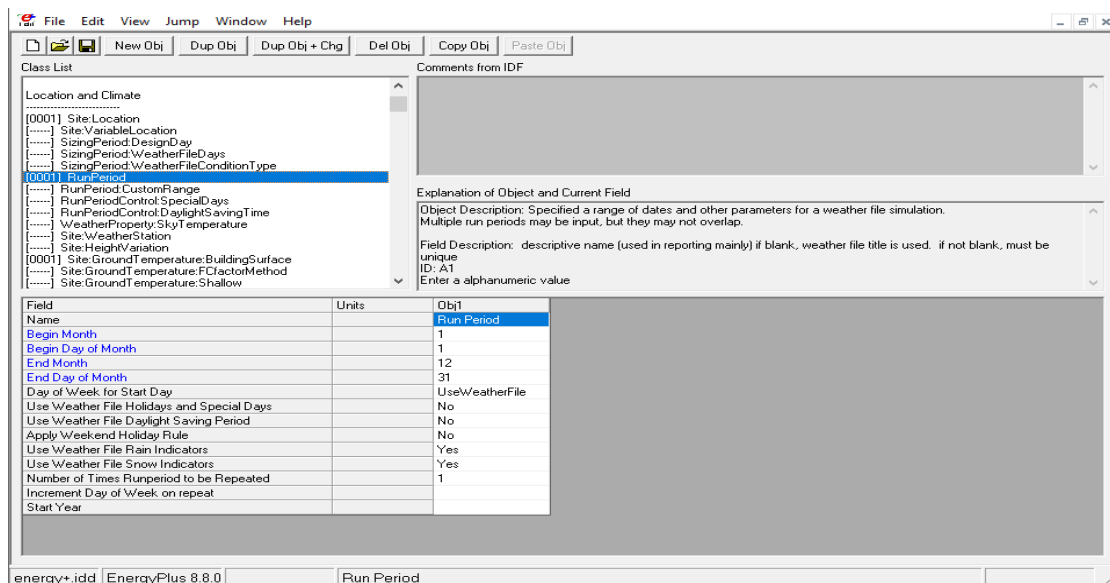 File Edit View Jump Window Help
New Obj Dup Obj Dup Obj + Chg Del Obj Copy Obj Paste Obj
Class List
Location and Climate
--------------------------
[0001] Site:Location
[------] Site:VariableLocation
[------] SizingPeriod:DesignDay
[------] SizingPeriod:WeatherFileDays
[------] SizingPeriod:WeatherFileConditionType
[0001] RunPeriod
[------] RunPeriod:CustomRange
[------] RunPeriodControl:SpecialDays
[------] RunPeriodControl:DaylightSavingTime
[------] WeatherProperty:SkyTemperature
[------] Site:WeatherStation
[------] Site:HeightVariation
[0001] Site:GroundTemperature:BuildingSurface
[------] Site:GroundTemperature:FCfactorMethod
[------] Site:GroundTemperature:Shallow
Comments from IDF
Explanation of Object and Current Field
Object Description: Specified a range of dates and other parameters for a weather file simulation.
Multiple run periods may be input, but they may not overlap.
Field Description: descriptive name (used in reporting mainly) if blank, weather file title is used. if not blank, must be
unique
ID: A1
Enter a alphanumeric value
Field Units Obj1
Name Run Period
Begin Month 1
Begin Day of Month 1
End Month 12
End Day of Month 31
Day of Week for Start Day UseWeatherFile
Use Weather File Holidays and Special Days No
Use Weather File Daylight Saving Period No
Apply Weekend Holiday Rule No
Use Weather File Rain Indicators Yes
Use Weather File Snow Indicators Yes
Number of Times Runperiod to be Repeated 1
Increment Day of Week on repeat
Start Year
energy+.idd EnergyPlus 8.8.0 Run Period